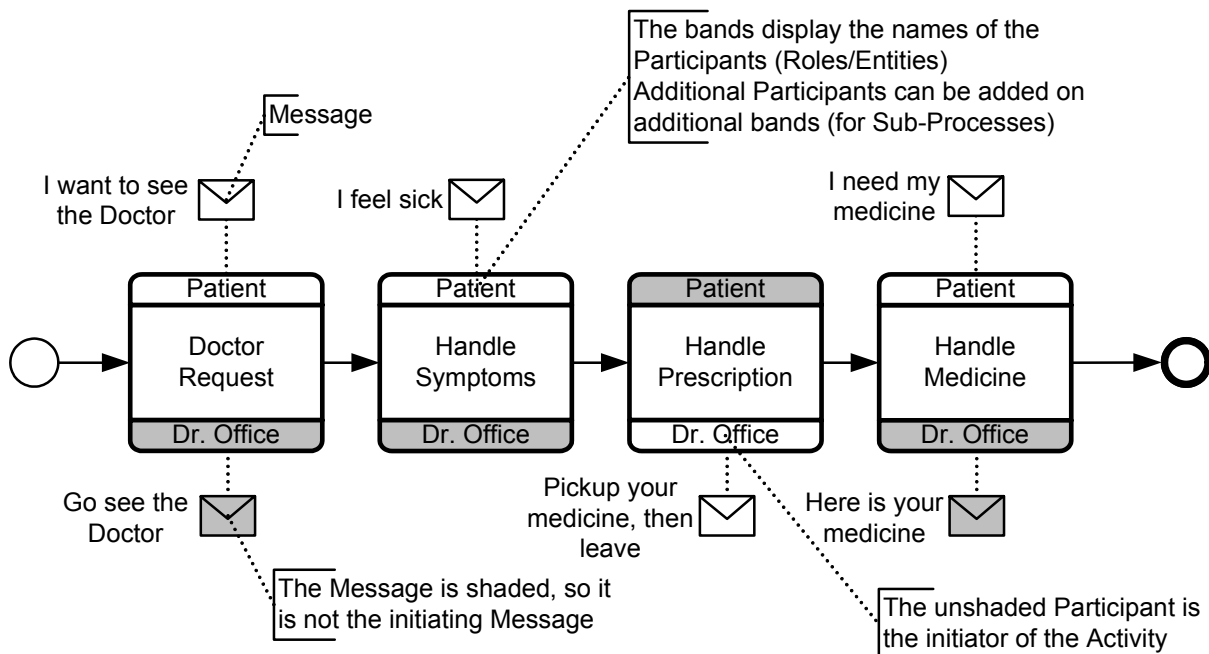 The bands display the names of the
Participants (Roles/Entities)
Additional Participants can be added on
additional bands (for Sub-Processes)
Message
I want to see
the Doctor
I feel sick
I need my
medicine
Patient
Doctor
Request
Dr. Office
Patient
Handle
Symptoms
Dr. Office
Patient
Handle
Prescription
Dr. Office
Patient
Handle
Medicine
Dr. Office
Go see the
Doctor
Pickup your
medicine, then
leave
Here is your
medicine
The Message is shaded, so it
is not the initiating Message
The unshaded Participant is
the initiator of the Activity